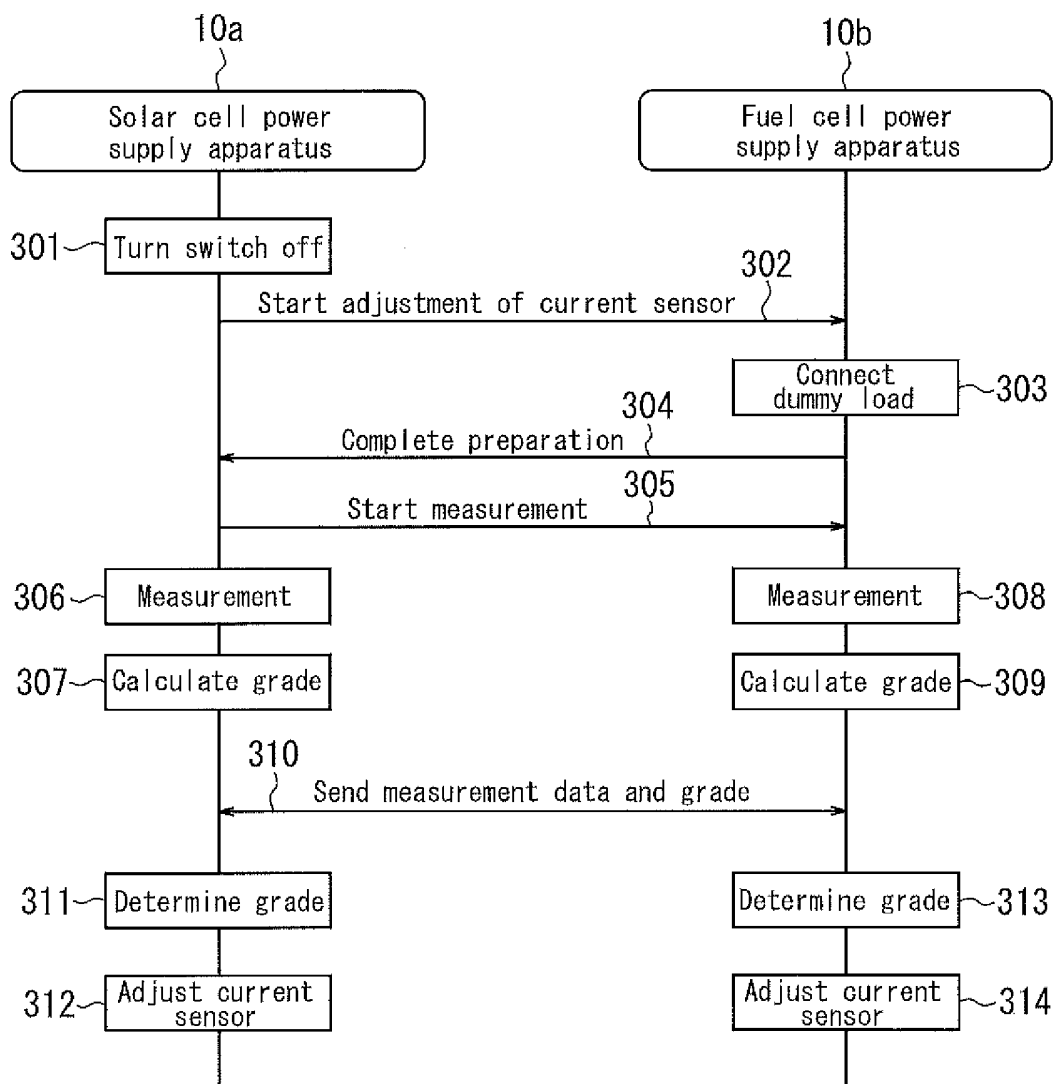 10a
10b
Solar cell power
supply apparatus
Fuel cell power
supply apparatus
301
Turn switch off
302
Start adjustment of current sensor
Connect
dummy load
303
304
Complete preparation
305
Start measurement
306
Measurement
Measurement
308
307
Calculate grade
Calculate grade
309
310
Send measurement data and grade
311
Determine grade
Determine grade
313
312
Adjust current
sensor
Adjust current
sensor
314